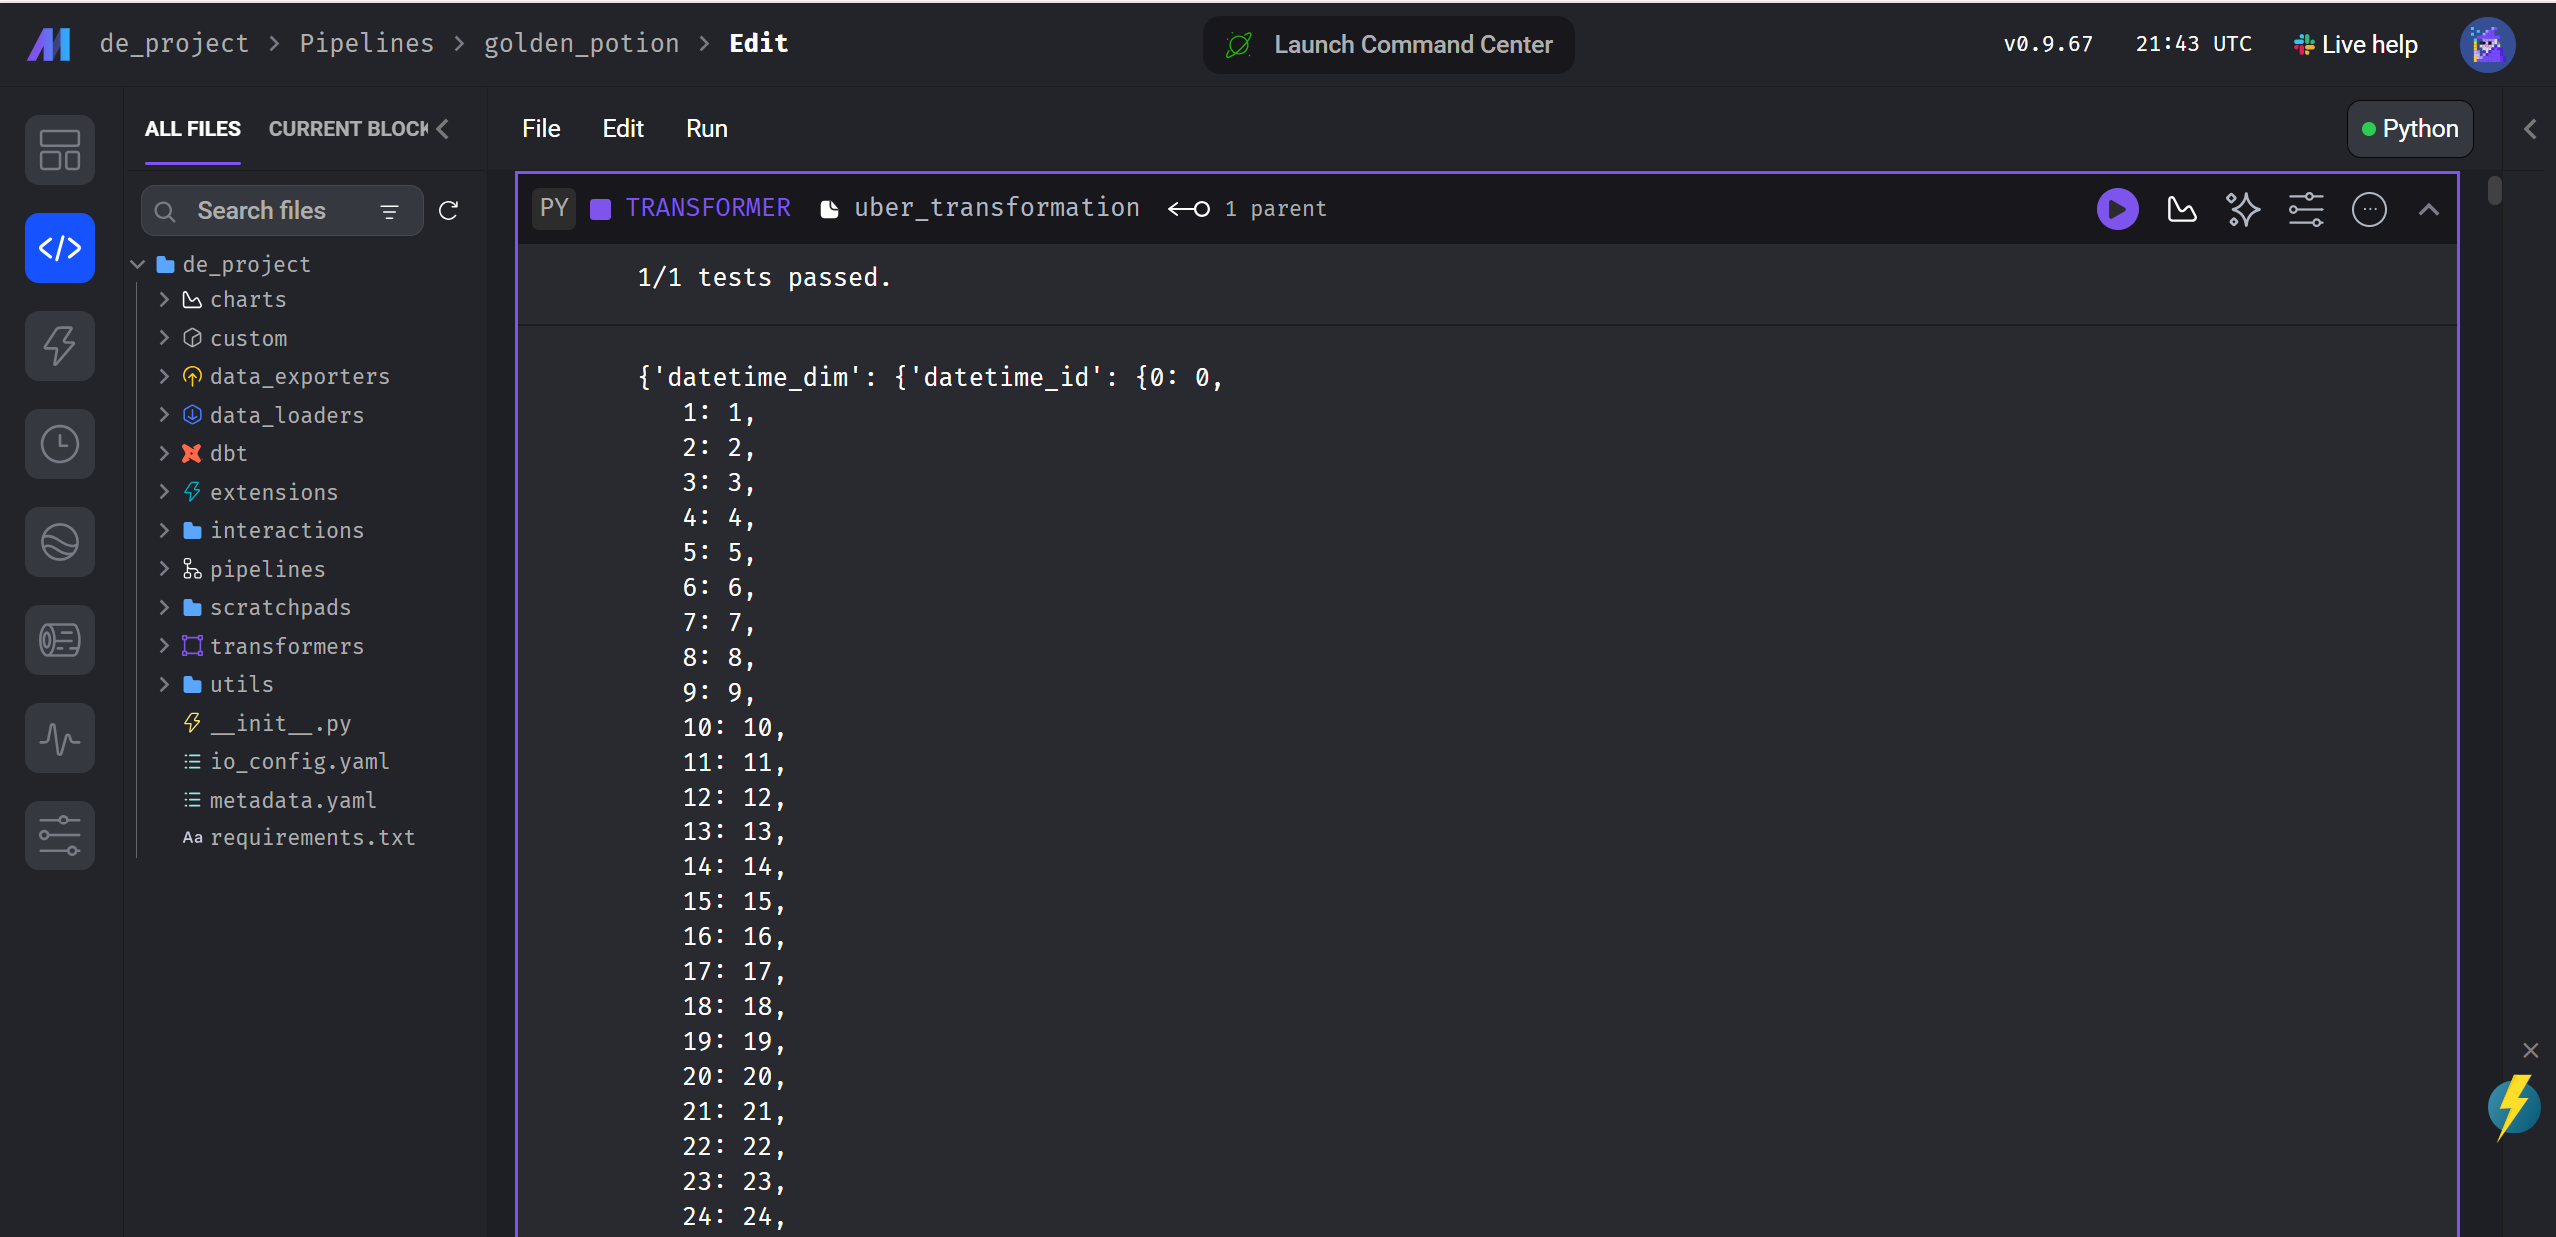 de_project > Pipelines > golden_potion > Edit
Launch Command Center
v0.9.67
21:43 UTC
Live help
ALL FILES
CURRENT BLOCK
File
Edit
Run
Python
Search files
PY
TRANSFORMER
uber_transformation
1 parent
de_project
charts
custom
data_exporters
data_loaders
dbt
extensions
interactions
pipelines
scratchpads
transformers
utils
__init__.py
io_config.yaml
metadata.yaml
Aa requirements.txt
1/1 tests passed.
{'datetime_dim': {'datetime_id': {0: 0,
1: 1,
2: 2,
3: 3,
4: 4,
5: 5,
6: 6,
7: 7,
8: 8,
9: 9,
10: 10,
11: 11,
12: 12,
13: 13,
14: 14,
15: 15,
16: 16,
17: 17,
18: 18,
19: 19,
20: 20,
21: 21,
22: 22,
23: 23,
24: 24,